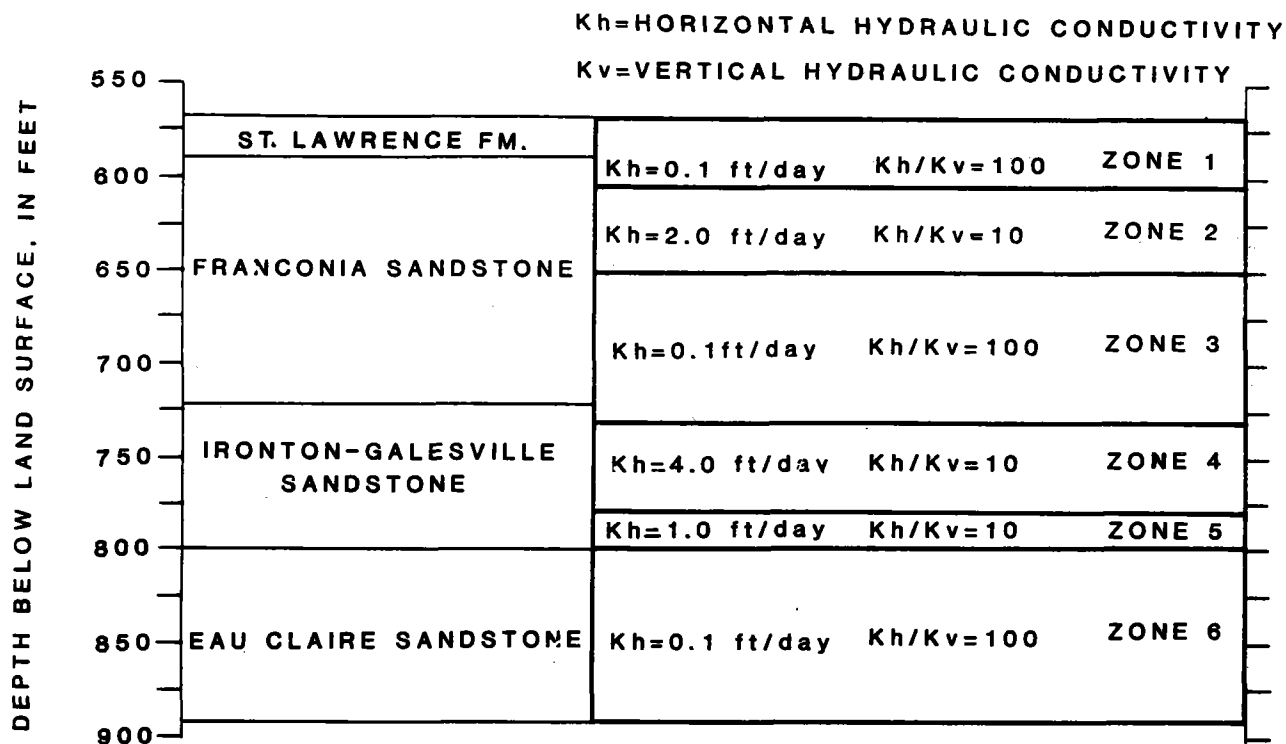 Kh=HORIZONTAL HYDRAULIC CONDUCTIVITY
Kv=VERTICAL HYDRAULIC CONDUCTIVITY
DEPTH BELOW LAND SURFACE, IN FEET
550
600
650
700
750
800
850
900
ST. LAWRENCE FM.
FRANCONIA SANDSTONE
IRONTON-GALESVILLE
SANDSTONE
EAU CLAIRE SANDSTONE
Kh=0.1 ft/day Kh/Kv=100 ZONE 1
Kh=2.0 ft/day Kh/Kv=10 ZONE 2
Kh=0.1ft/day Kh/Kv=100 ZONE 3
Kh=4.0 ft/day Kh/Kv=10 ZONE 4
Kh=1.0 ft/day Kh/Kv=10 ZONE 5
Kh=0.1 ft/day Kh/Kv=100 ZONE 6